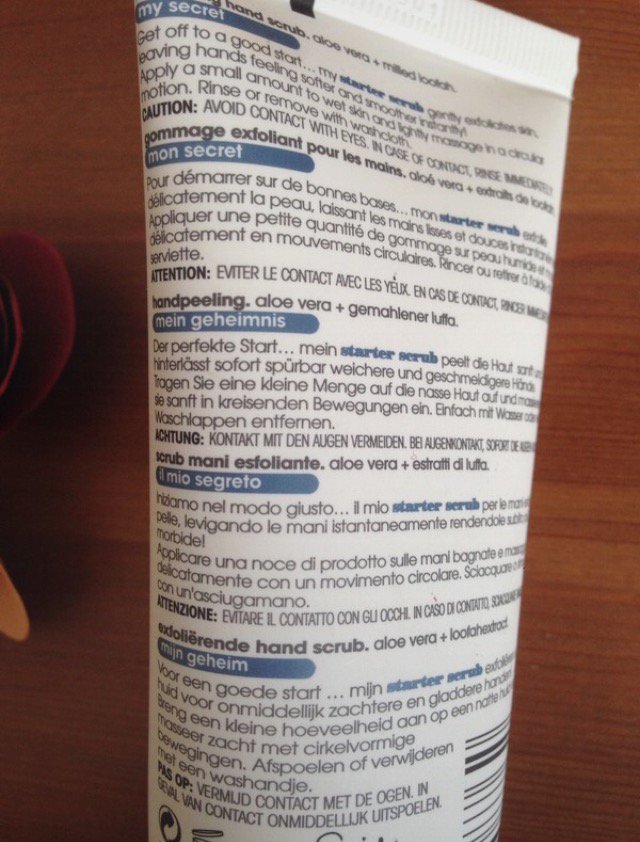 hand scrub. aloe vera + milled loofah.
my secret
Get off to a good start... my starter scrub gently exfoliates skin,
leaving hands feeling softer and smoother instantly!
Apply a small amount to wet skin and lightly massage in a circular
motion. Rinse or remove with washcloth.
CAUTION: AVOID CONTACT WITH EYES. IN CASE OF CONTACT, RINSE IMMEDIATELY
gommage exfoliant pour les mains. aloé vera + extraits de loofah
mon secret
Pour démarrer sur de bonnes bases... mon starter scrub exfolie
délicatement la peau, laissant les mains lisses et douces
Appliquer une petite quantité de gommage sur peau humide et
délicatement en mouvements circulaires. Rincer ou retirer à l'aide
serviette.
ATTENTION: EVITER LE CONTACT AVEC LES YEUX. EN CAS DE CONTACT, RINCER
handpeeling. aloe vera + gemahlener luffa.
mein geheimnis
Der perfekte Start... mein starter scrub peelt die Haut sanft
hinterlässt sofort spürbar weichere und geschmeidigere Hände.
Tragen Sie eine kleine Menge auf die nasse Haut auf und
sie sanft in kreisenden Bewegungen ein. Einfach mit Wasser
Waschlappen entfernen.
ACHTUNG: KONTAKT MIT DEN AUGEN VERMEIDEN. BEI AUGENKONTAKT, SOFORT DIE
scrub mani esfoliante. aloe vera + estratti di luffa.
il mio segreto
Iniziamo nel modo giusto... il mio starter scrub per le mani
pelle, levigando le mani istantaneamente rendendole subito
morbide!
Applicare una noce di prodotto sulle mani bagnate e
delicatamente con un movimento circolare. Sciacquare
con un'asciugamano.
ATTENZIONE: EVITARE IL CONTATTO CON GLI OCCHI. IN CASO DI CONTATTO,
exfoliërende hand scrub. aloe vera + loofahextract.
mijn geheim
Voor een goede start ... mijn starter scrub
huid voor onmiddellijk zachtere en gladdere handen.
Breng een kleine hoeveelheid aan op een natte
masseer zacht met cirkelvormige
bewegingen. Afspoelen of verwijderen
met een washandje.
PAS OP: VERMIJD CONTACT MET DE OGEN. IN
GEVAL VAN CONTACT ONMIDDELLIJK UITSPOELEN.